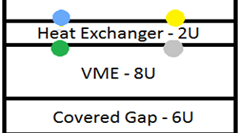 Heat Exchanger - 2U
VME - 8U
Covered Gap - 6U